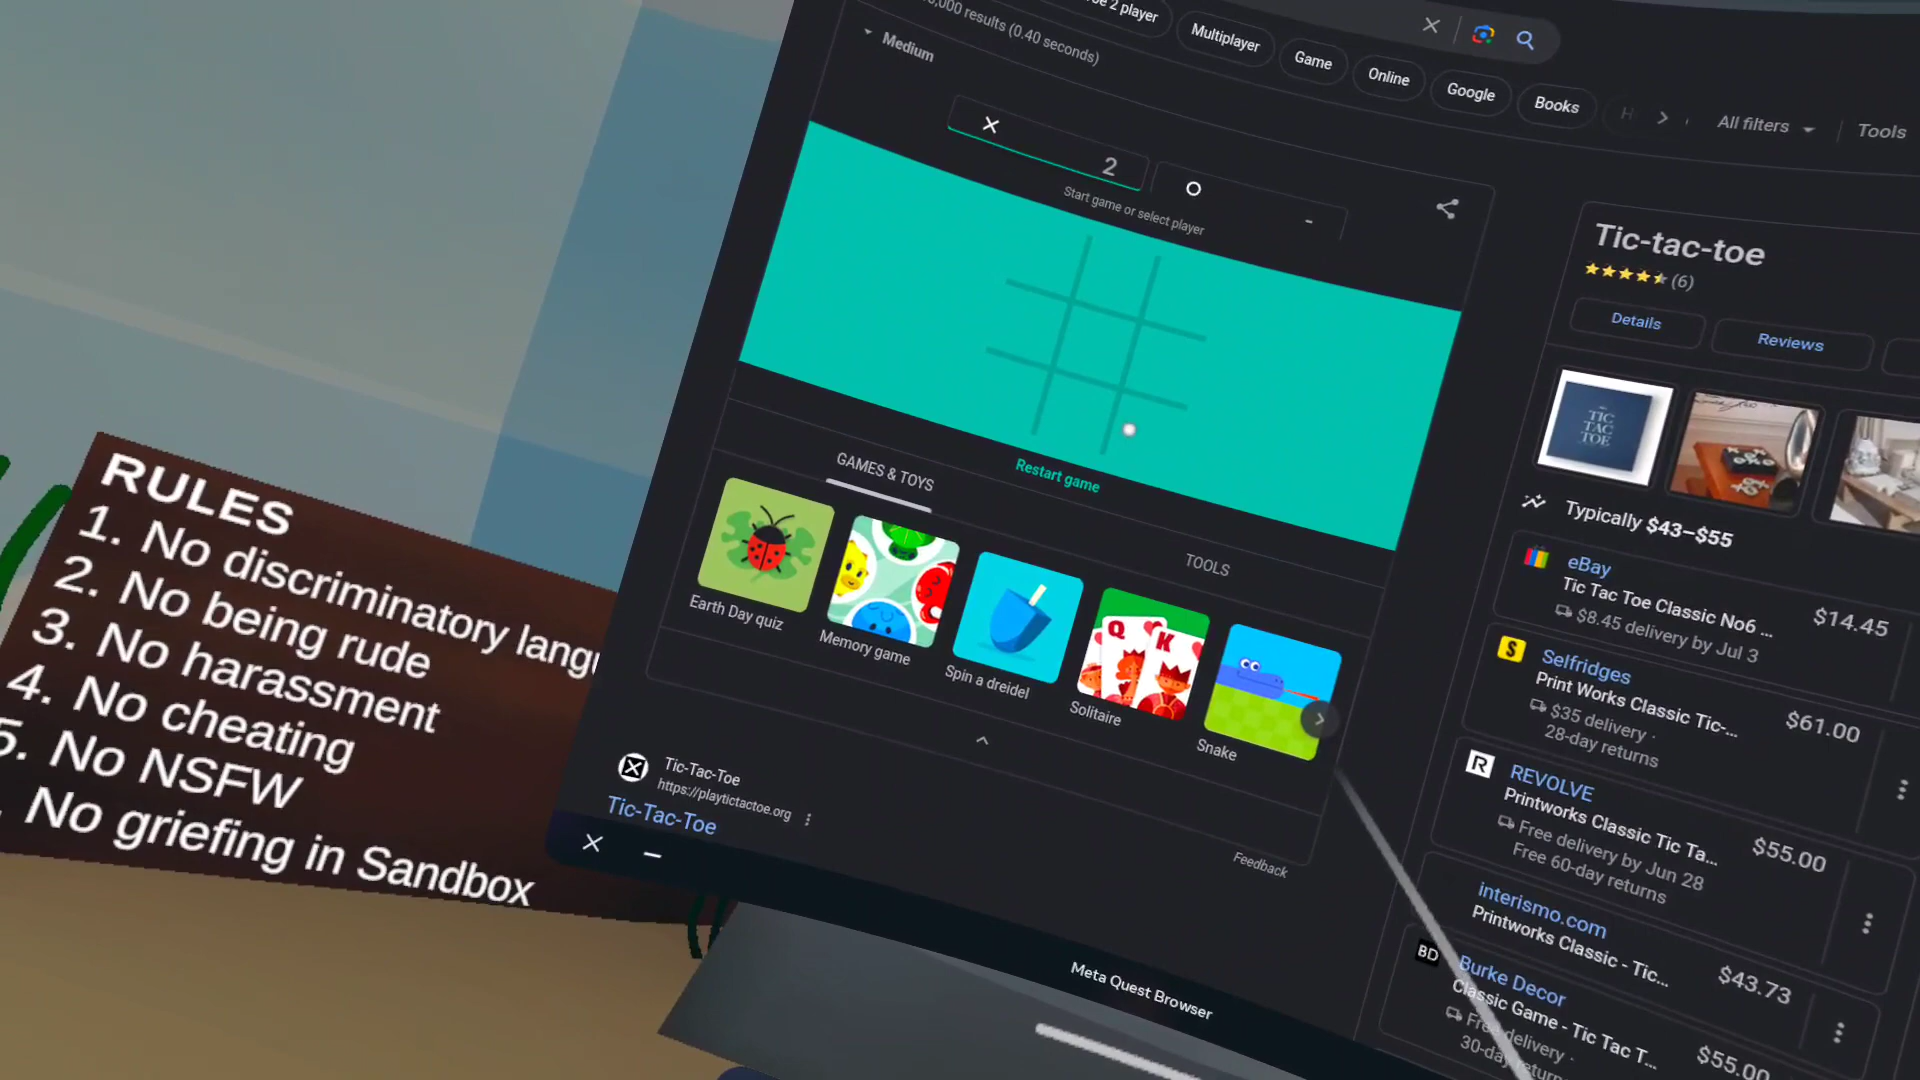 RULES
1. No discriminatory
2. No being rude
3. No harassment
4. No cheating
5. No NSFW
No griefing in Sandbox
2 player
Multiplayer
Game
Online
Google
Books
All filters
Tools
results (0.40 seconds)
Medium
2
-
Start game or select player
Restart game
GAMES & TOYS
TOOLS
Earth Day quiz
Memory game
Spin a dreidel
Solitaire
Snake
Tic-Tac-Toe
https://playtictactoe.org
Tic-Tac-Toe
Feedback
Meta Quest Browser
Tic-tac-toe
(6)
Details
Reviews
TIC
TAC
TOE
Typically $43–$55
eBay
Tic Tac Toe Classic No6 ...
$14.45
$8.45 delivery by Jul 3
Selfridges
Print Works Classic Tic-...
$61.00
$35 delivery ·
28-day returns
REVOLVE
Printworks Classic Tic Ta...
$55.00
Free delivery by Jun 28
Free 60-day returns
interismo.com
Printworks Classic - Tic...
$43.73
BD
Burke Decor
Classic Game - Tic Tac T...
$55.00
Free delivery ·
30-day